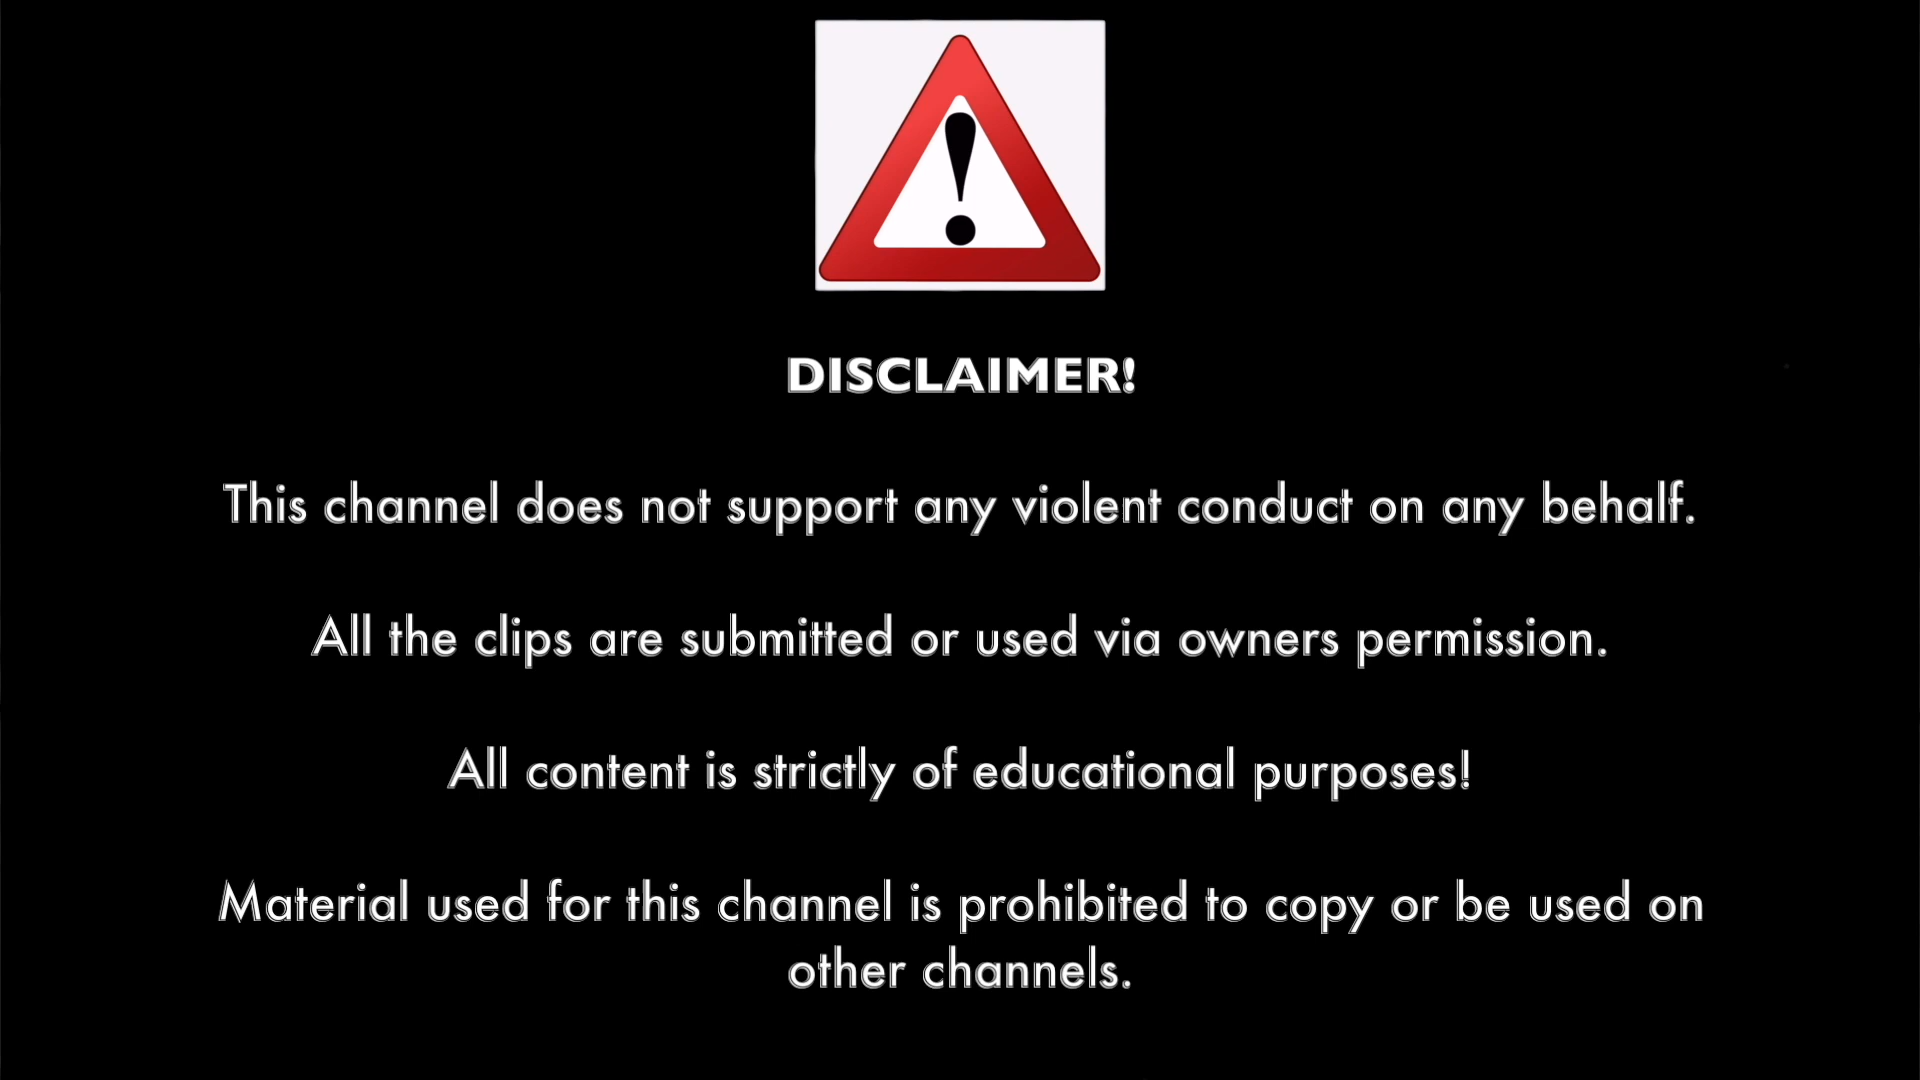 DISCLAIMER!
This channel does not support any violent conduct on any behalf.
All the clips are submitted or used via owners permission.
All content is strictly of educational purposes!
Material used for this channel is prohibited to copy or be used on
other channels.